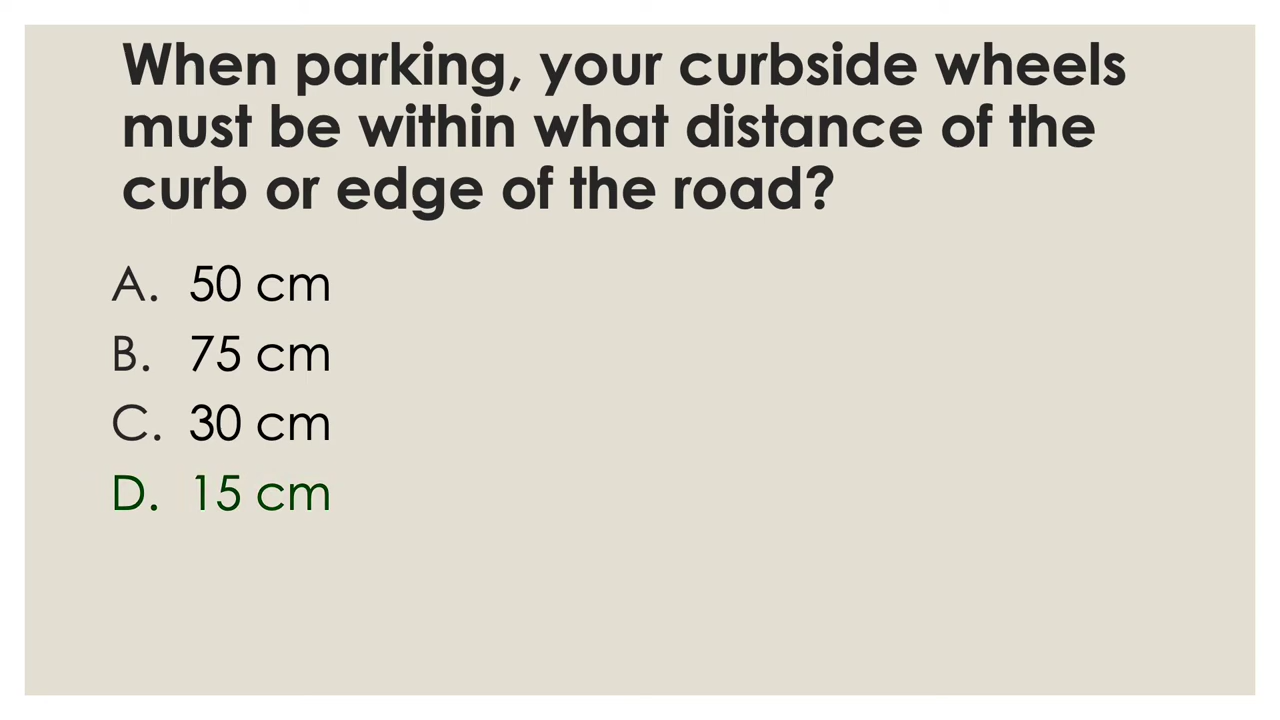 When parking, your curbside wheels
must be within what distance of the
curb or edge of the road?
A. 50 cm
B. 75 cm
C. 30 cm
D. 15 cm